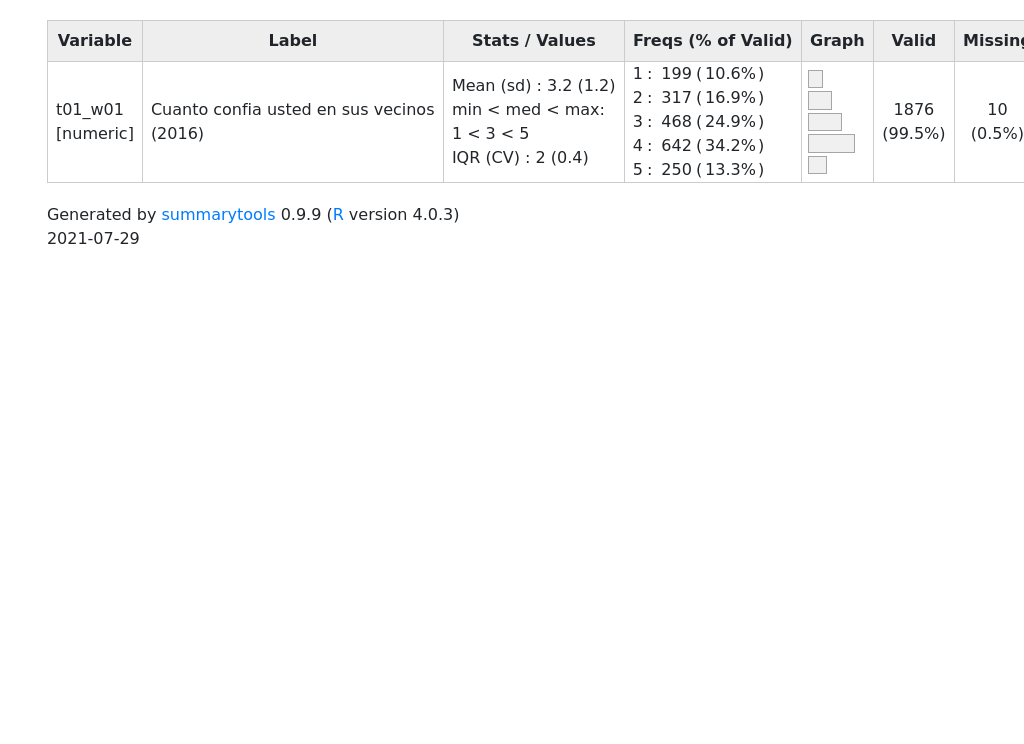 Variable Label Stats / Values Freqs (% of Valid) Graph Valid Missing
t01_w01
[numeric]
Cuanto confia usted en sus vecinos
(2016)
Mean (sd) : 3.2 (1.2)
min < med < max:
1 < 3 < 5
IQR (CV) : 2 (0.4)
1 : 199 ( 10.6% )
2 : 317 ( 16.9% )
3 : 468 ( 24.9% )
4 : 642 ( 34.2% )
5 : 250 ( 13.3% )
1876
(99.5%)
10
(0.5%)
Generated by summarytools 0.9.9 (R version 4.0.3)
2021-07-29